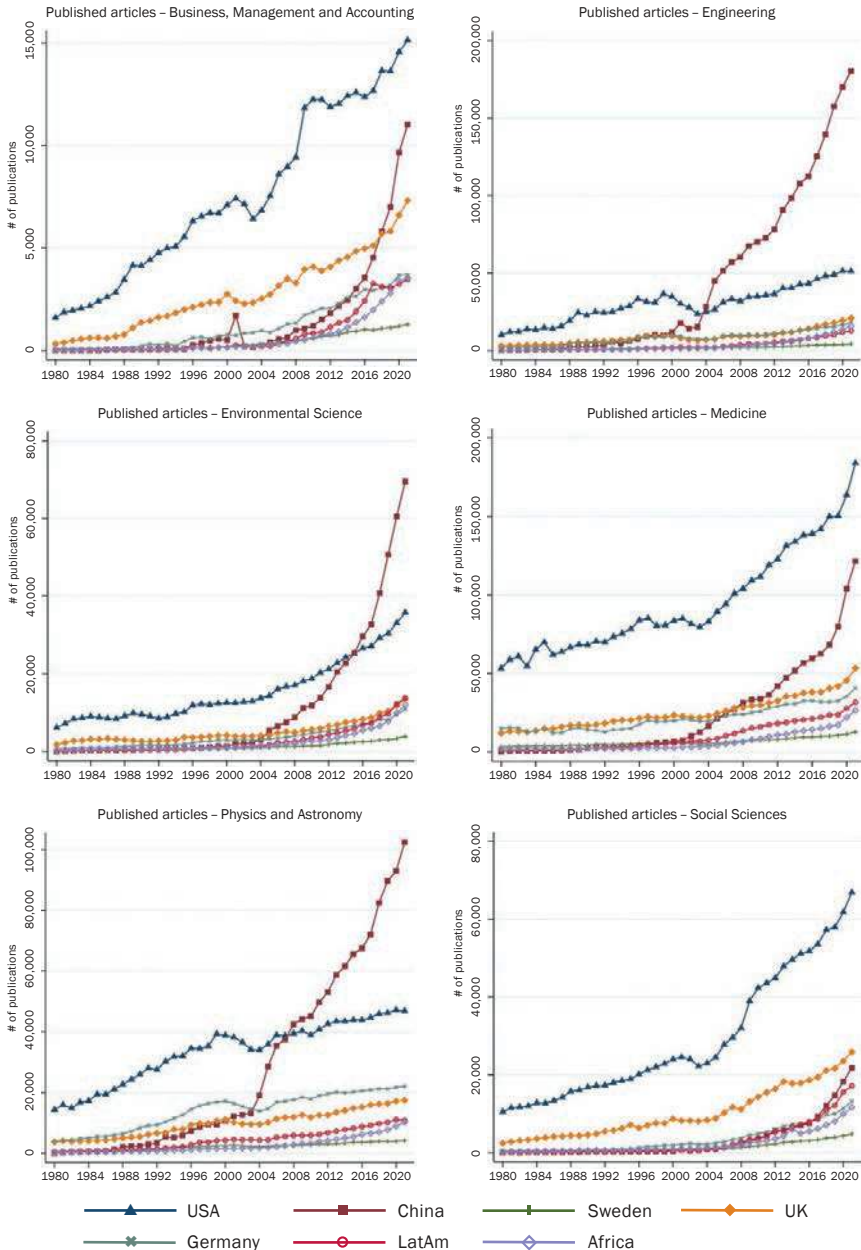 Published articles – Business, Management and Accounting
# of publications
15,000
10,000
5,000
0
1980 1984 1988 1992 1996 2000 2004 2008 2012 2016 2020
Published articles – Engineering
# of publications
200,000
150,000
100,000
50,000
0
1980 1984 1988 1992 1996 2000 2004 2008 2012 2016 2020
Published articles – Environmental Science
# of publications
80,000
60,000
40,000
20,000
0
1980 1984 1988 1992 1996 2000 2004 2008 2012 2016 2020
Published articles – Medicine
# of publications
200,000
150,000
100,000
50,000
0
1980 1984 1988 1992 1996 2000 2004 2008 2012 2016 2020
Published articles – Physics and Astronomy
# of publications
100,000
80,000
60,000
40,000
20,000
0
1980 1984 1988 1992 1996 2000 2004 2008 2012 2016 2020
Published articles – Social Sciences
# of publications
80,000
60,000
40,000
20,000
0
1980 1984 1988 1992 1996 2000 2004 2008 2012 2016 2020
USA China Sweden UK
Germany LatAm Africa